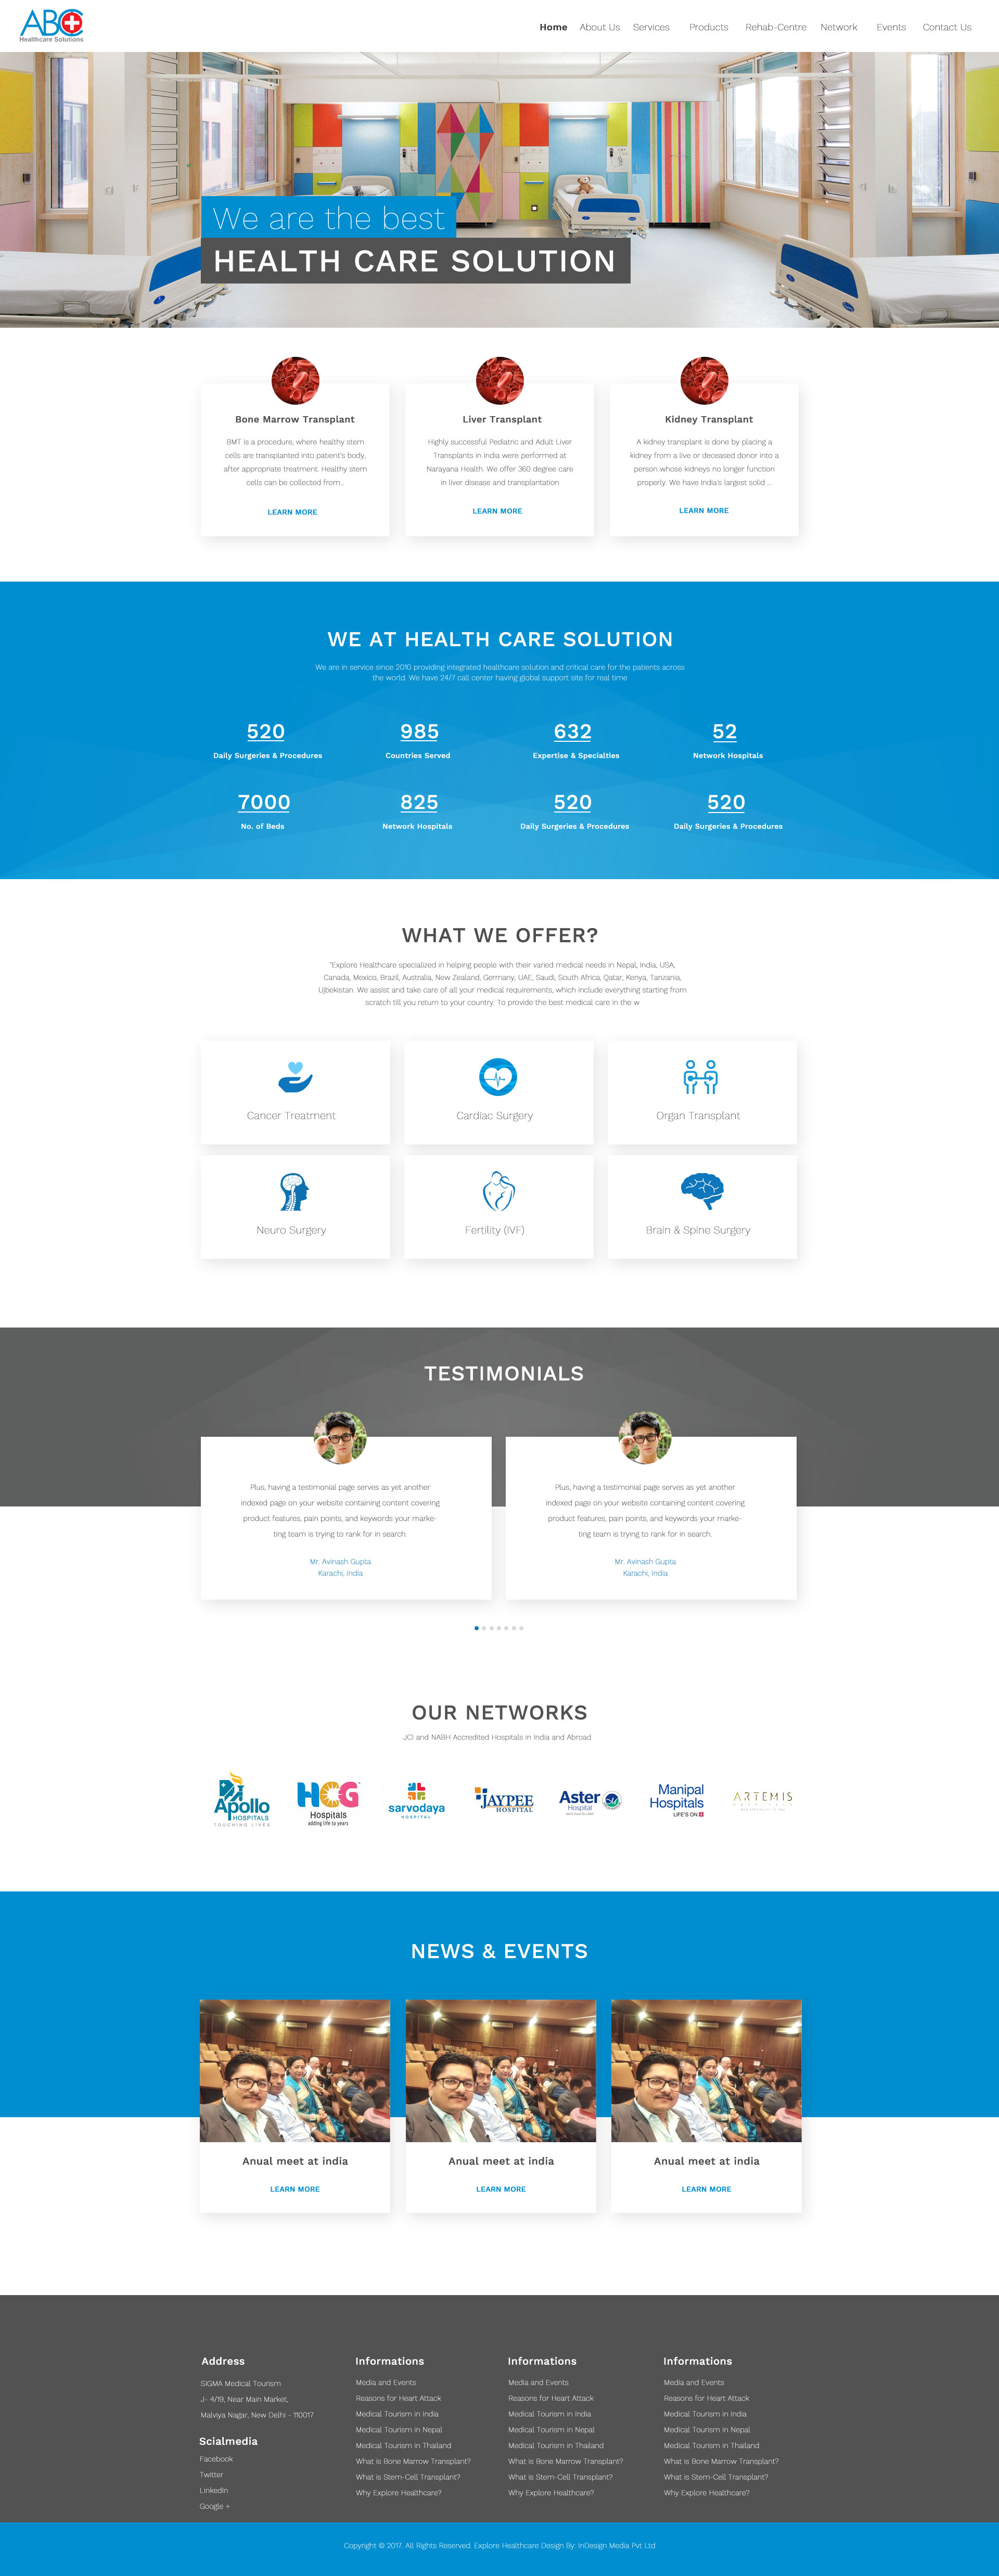 ABC
Healthcare Solutions
Home About Us Services Products Rehab-Centre Network Events Contact Us
We are the best
HEALTH CARE SOLUTION
Bone Marrow Transplant
BMT is a procedure, where healthy stem
cells are transplanted into patient's body,
after appropriate treatment. Healthy stem
cells can be collected from...
LEARN MORE
Liver Transplant
Highly successful Pediatric and Adult Liver
Transplants in India were performed at
Narayana Health. We offer 360 degree care
in liver disease and transplantation
LEARN MORE
Kidney Transplant
A kidney transplant is done by placing a
kidney from a live or deceased donor into a
person whose kidneys no longer function
properly. We have India's largest solid ...
LEARN MORE
WE AT HEALTH CARE SOLUTION
We are in service since 2010 providing integrated healthcare solution and critical care for the patients across
the world. We have 24/7 call center having global support site for real time
520 985 632 52
Daily Surgeries & Procedures Countries Served Expertise & Specialties Network Hospitals
7000 825 520 520
No. of Beds Network Hospitals Daily Surgeries & Procedures Daily Surgeries & Procedures
WHAT WE OFFER?
"Explore Healthcare specialized in helping people with their varied medical needs in Nepal, India, USA,
Canada, Mexico, Brazil, Australia, New Zealand, Germany, UAE, Saudi, South Africa, Qatar, Kenya, Tanzania,
Ujbekistan. We assist and take care of all your medical requirements, which include everything starting from
scratch till you return to your country. To provide the best medical care in the w
Cancer Treatment Cardiac Surgery Organ Transplant
Neuro Surgery Fertility (IVF) Brain & Spine Surgery
TESTIMONIALS
Plus, having a testimonial page serves as yet another
indexed page on your website containing content covering
product features, pain points, and keywords your marke-
ting team is trying to rank for in search.
Mr. Avinash Gupta
Karachi, India
Plus, having a testimonial page serves as yet another
indexed page on your website containing content covering
product features, pain points, and keywords your marke-
ting team is trying to rank for in search.
Mr. Avinash Gupta
Karachi, India
OUR NETWORKS
JCI and NABH Accredited Hospitals in India and Abroad
Apollo
HOSPITALS
TOUCHING LIVES
HCG
Hospitals
adding life to years
sarvodaya
HOSPITAL
JAYPEE
HOSPITAL
Aster
Hospital
Manipal
Hospitals
LIFE'S ON
ARTEMIS
NEWS & EVENTS
Anual meet at india
LEARN MORE
Anual meet at india
LEARN MORE
Anual meet at india
LEARN MORE
Address
SIGMA Medical Tourism
J- 4/19, Near Main Market,
Malviya Nagar, New Delhi - 110017
Scialmedia
Facebook
Twitter
LinkedIn
Google +
Informations
Media and Events
Reasons for Heart Attack
Medical Tourism in India
Medical Tourism in Nepal
Medical Tourism in Thailand
What is Bone Marrow Transplant?
What is Stem-Cell Transplant?
Why Explore Healthcare?
Informations
Media and Events
Reasons for Heart Attack
Medical Tourism in India
Medical Tourism in Nepal
Medical Tourism in Thailand
What is Bone Marrow Transplant?
What is Stem-Cell Transplant?
Why Explore Healthcare?
Informations
Media and Events
Reasons for Heart Attack
Medical Tourism in India
Medical Tourism in Nepal
Medical Tourism in Thailand
What is Bone Marrow Transplant?
What is Stem-Cell Transplant?
Why Explore Healthcare?
Copyright © 2017. All Rights Reserved. Explore Healthcare Design By: InDesign Media Pvt Ltd